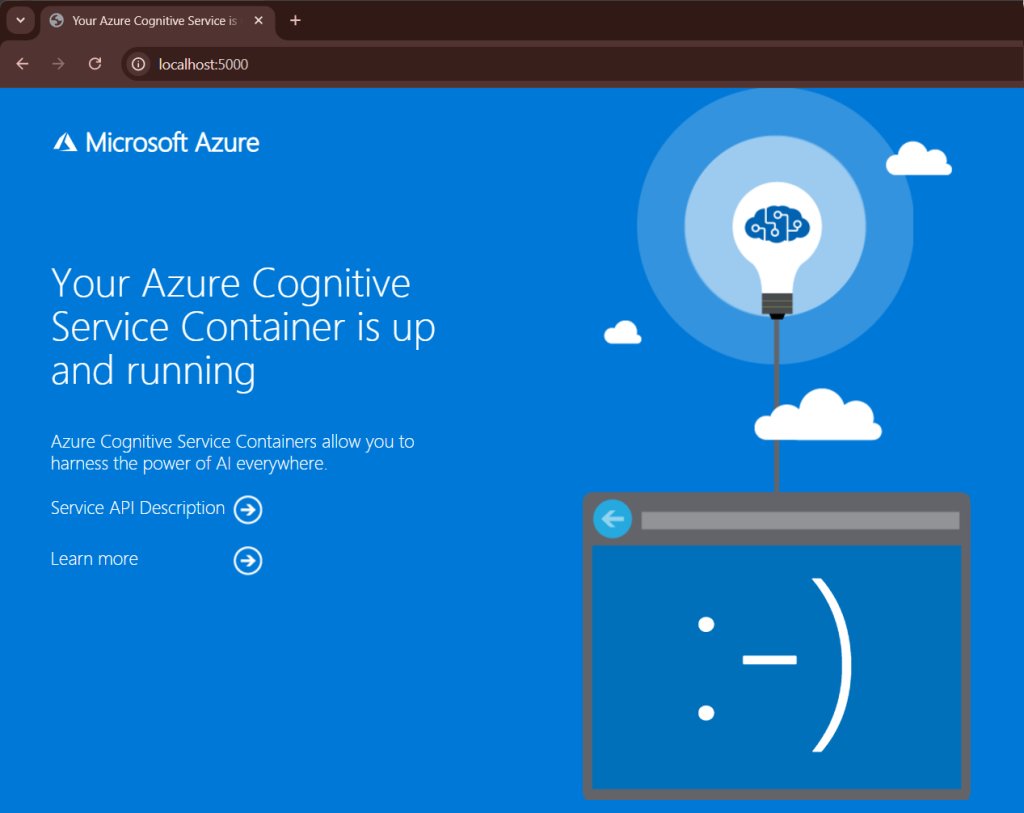 Your Azure Cognitive Service is
localhost:5000
Microsoft Azure
Your Azure Cognitive
Service Container is up
and running
Azure Cognitive Service Containers allow you to
harness the power of AI everywhere.
Service API Description
Learn more
:-)